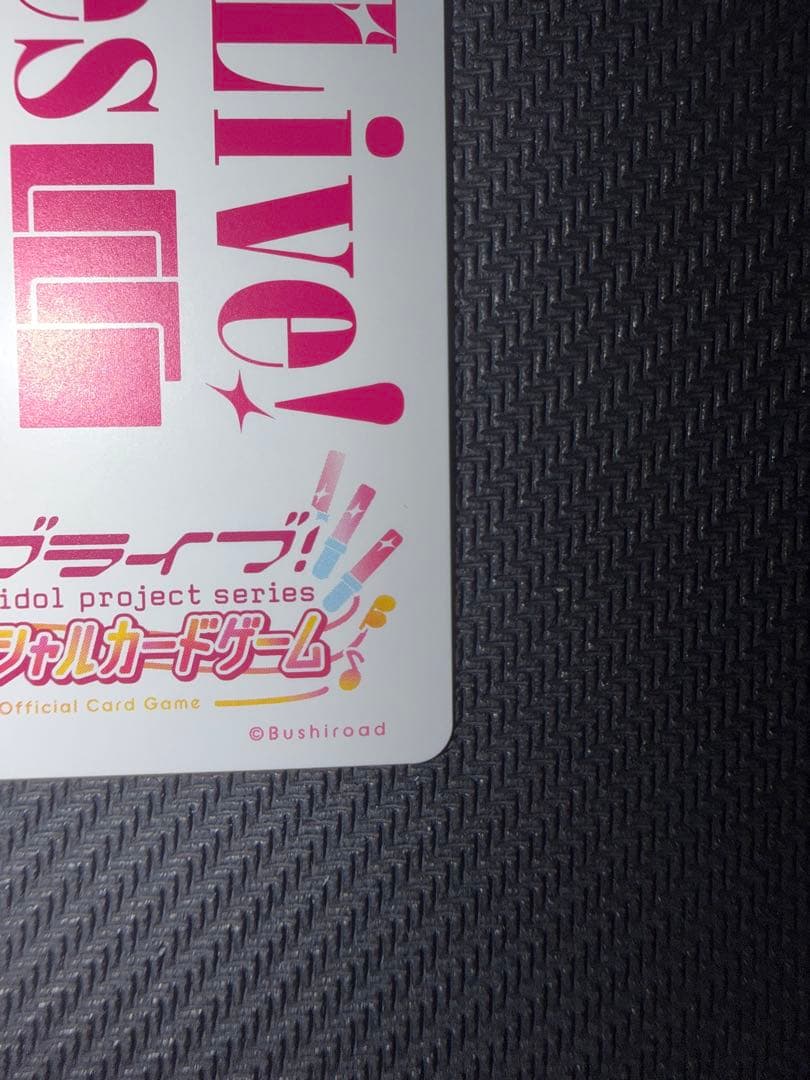 Live!
es
ブライブ!
idol project series
シャルカードゲーム
Official Card Game
©Bushiroad